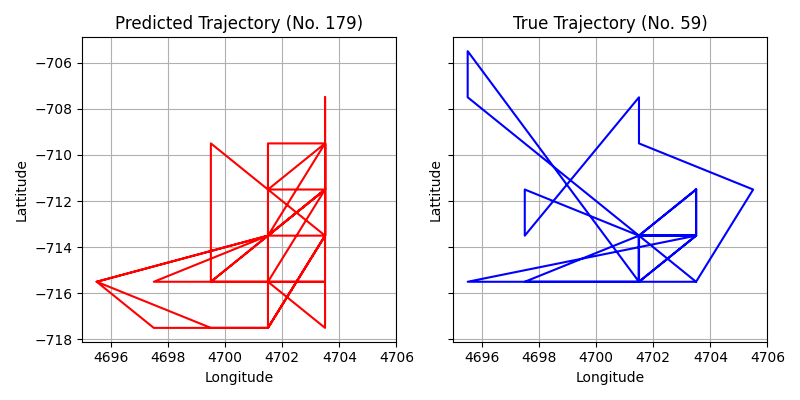 Predicted Trajectory (No. 179)
True Trajectory (No. 59)
−706
−708
−710
−712
−714
−716
−718
Lattitude
Lattitude
4696 4698 4700 4702 4704 4706
4696 4698 4700 4702 4704 4706
Longitude
Longitude